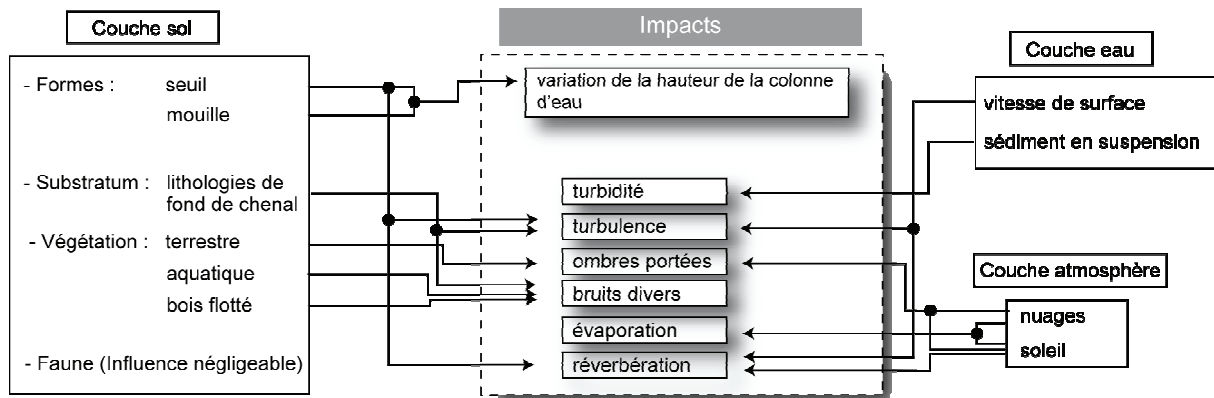 Couche sol
- Formes : seuil
mouille
- Substratum : lithologies de
fond de chenal
- Végétation : terrestre
aquatique
bois flotté
- Faune (Influence négligeable)
Impacts
variation de la hauteur de la colonne
d'eau
turbidité
turbulence
ombres portées
bruits divers
évaporation
réverbération
Couche eau
vitesse de surface
sédiment en suspension
Couche atmosphère
nuages
soleil